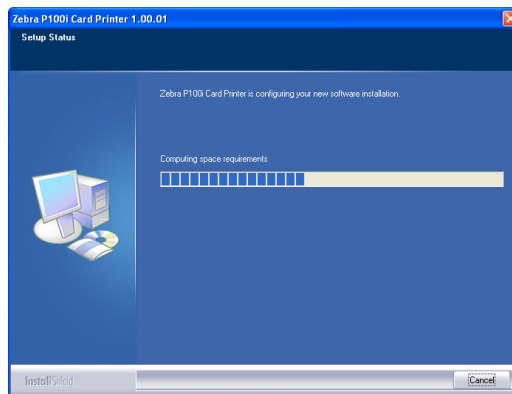 Zebra P100i Card Printer 1.00.01
Setup Status
Zebra P100i Card Printer is configuring your new software installation.
Computing space requirements
InstallShield
Cancel